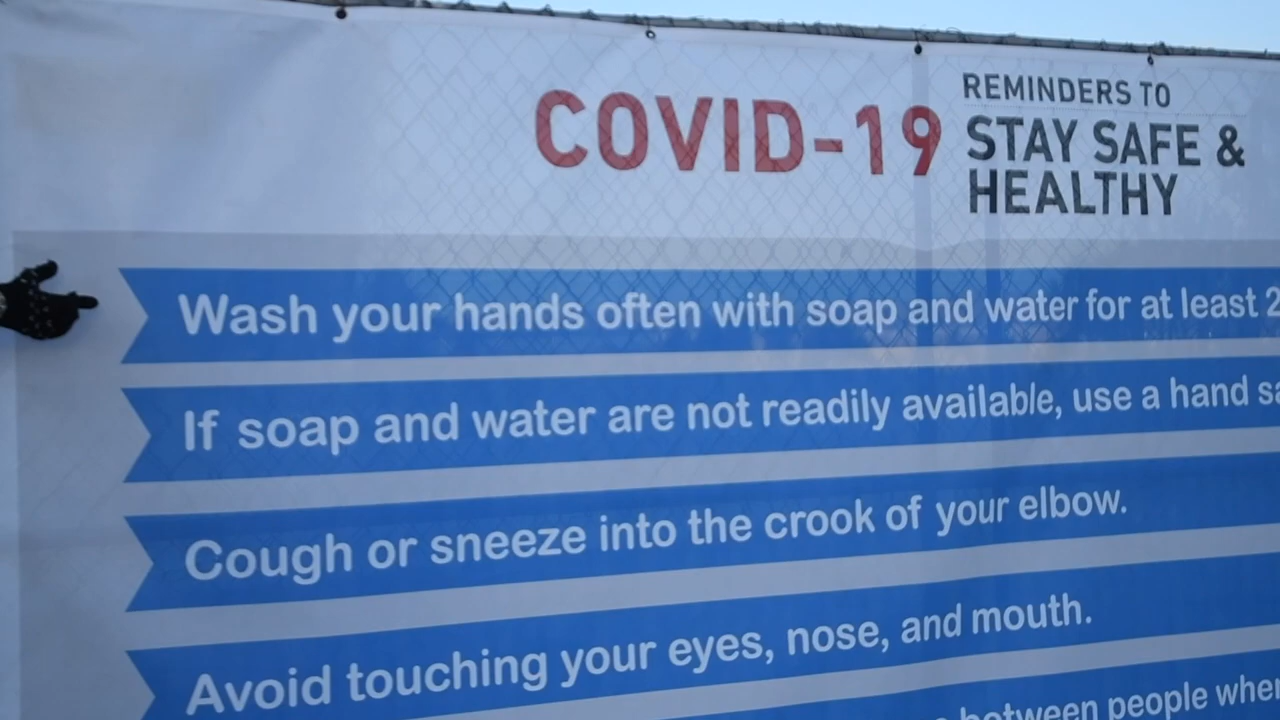 COVID-19
REMINDERS TO
STAY SAFE &
HEALTHY
Wash your hands often with soap and water for at least 2
If soap and water are not readily available, use a hand sa
Cough or sneeze into the crook of your elbow.
Avoid touching your eyes, nose, and mouth.
between people when